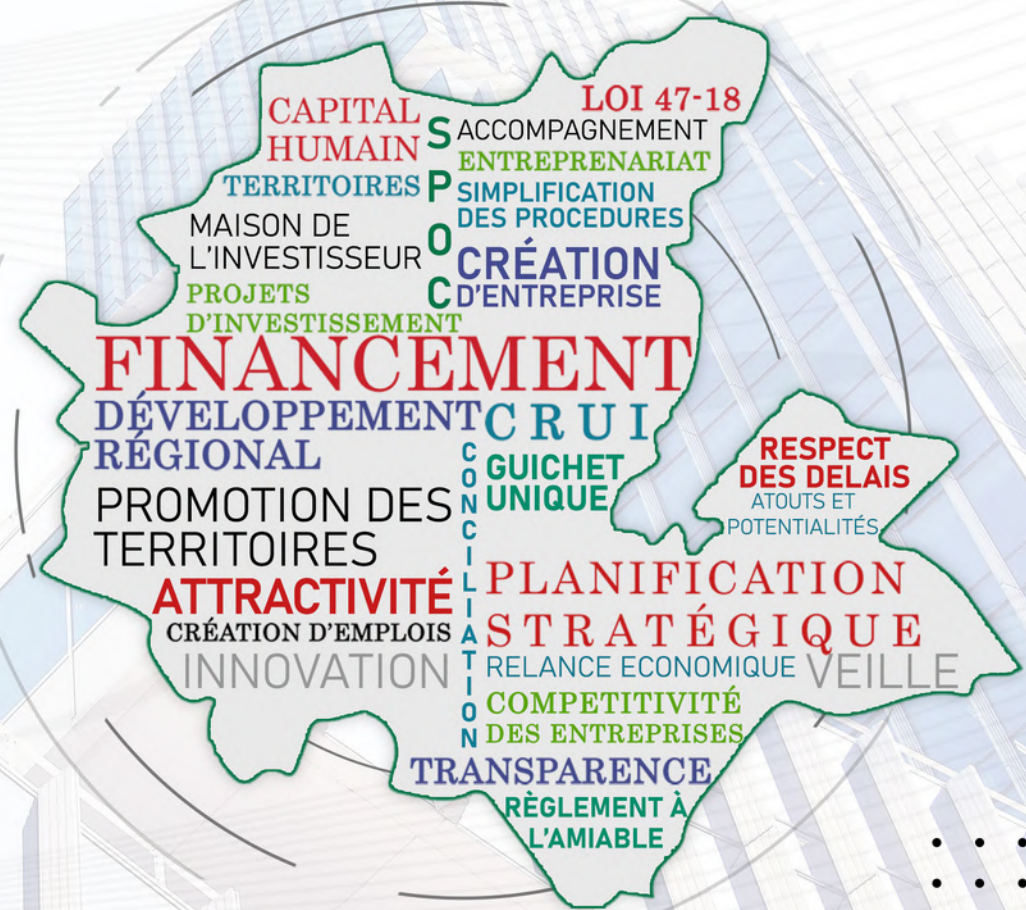 CAPITAL
HUMAIN
TERRITOIRES
MAISON DE
L'INVESTISSEUR
PROJETS
D'INVESTISSEMENT
SPOC
LOI 47-18
ACCOMPAGNEMENT
ENTREPRENARIAT
SIMPLIFICATION
DES PROCEDURES
CRÉATION
D'ENTREPRISE
FINANCEMENT
DÉVELOPPEMENT
RÉGIONAL
PROMOTION DES
TERRITOIRES
ATTRACTIVITÉ
CRÉATION D'EMPLOIS
INNOVATION
CONCILIATION
CRUI
GUICHET
UNIQUE
RESPECT
DES DELAIS
ATOUTS ET
POTENTIALITÉS
PLANIFICATION
STRATÉGIQUE
RELANCE ECONOMIQUE
VEILLE
COMPETITIVITÉ
DES ENTREPRISES
TRANSPARENCE
RÈGLEMENT À
L'AMIABLE